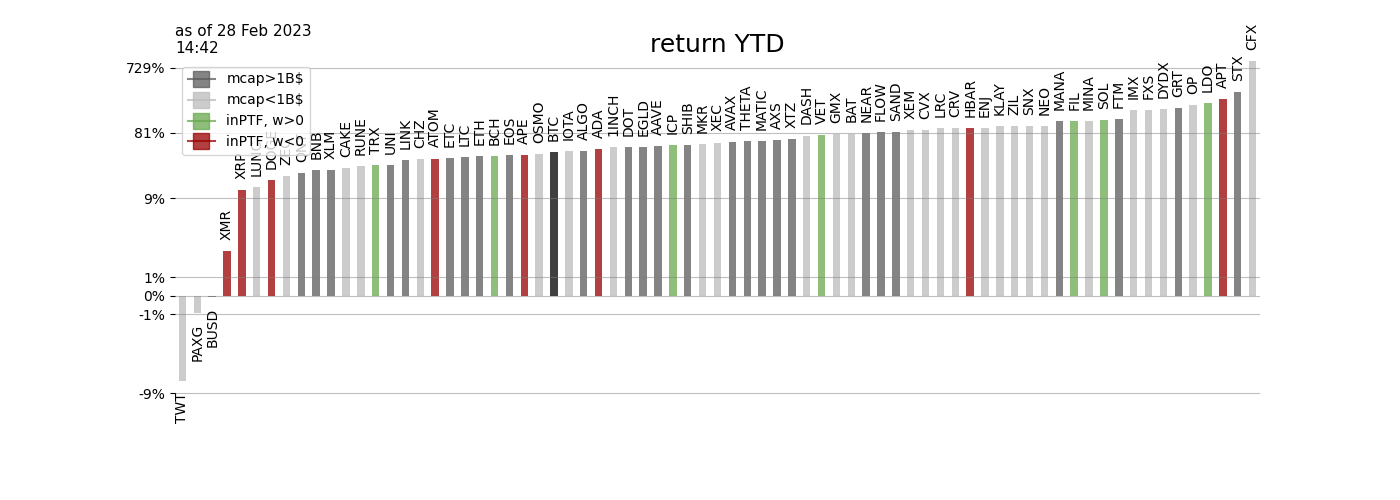 as of 28 Feb 2023
14:42
return YTD
729%
81%
9%
1%
0%
-1%
-9%
mcap>1B$
mcap<1B$
inPTF, w>0
inPTF, w<0
TWT
PAXG
BUSD
XMR
XRP
LUNC
DOGE
BNB
XLM
CAKE
RUNE
TRX
UNI
LINK
CHZ
ATOM
ETC
LTC
ETH
BCH
EOS
APE
OSMO
BTC
IOTA
ALGO
ADA
1INCH
DOT
EGLD
AAVE
ICP
SHIB
MKR
XEC
AVAX
THETA
MATIC
AXS
XTZ
DASH
VET
GMX
BAT
NEAR
FLOW
SAND
XEM
CVX
LRC
CRV
HBAR
ENJ
KLAY
ZIL
SNX
NEO
MANA
FIL
MINA
SOL
FTM
IMX
FXS
DYDX
GRT
OP
LDO
APT
STX
CFX